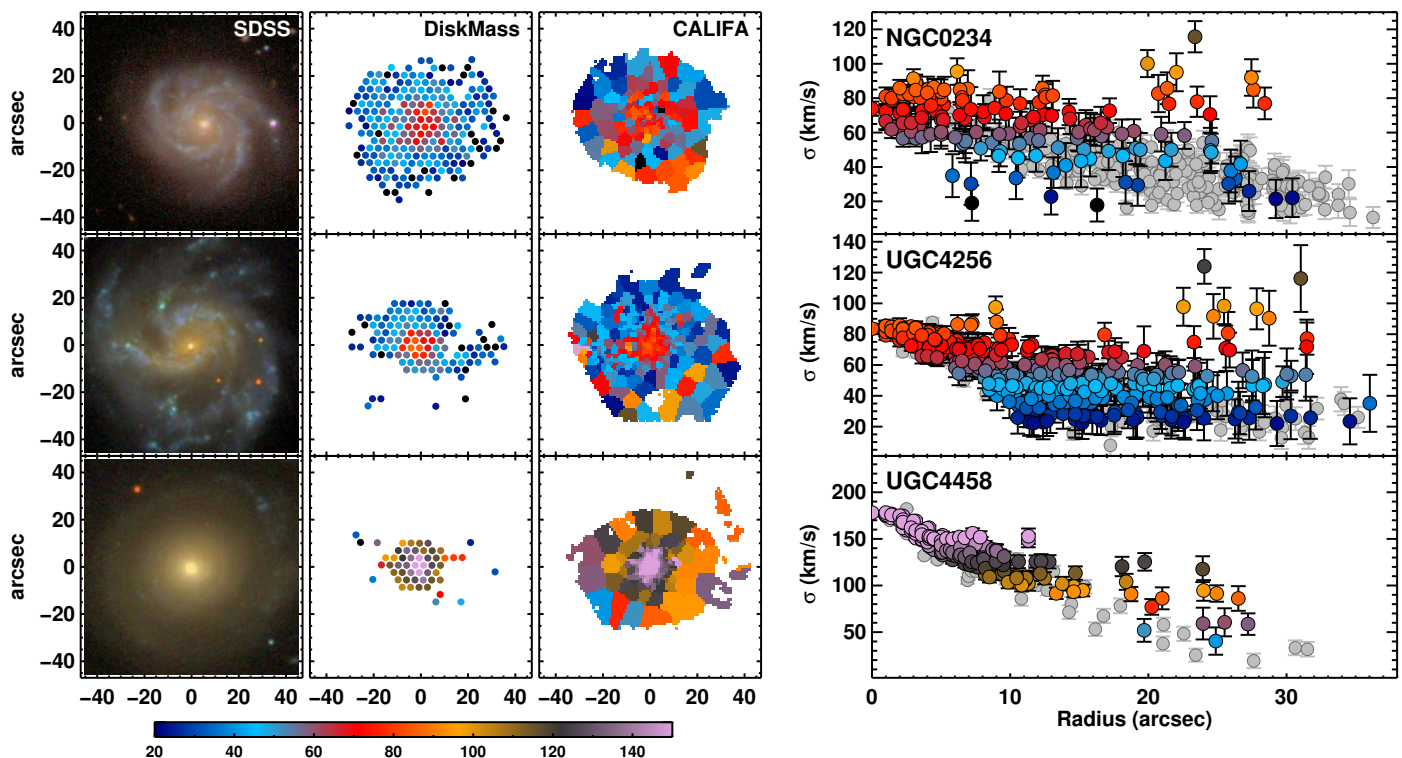 SDSS DiskMass CALIFA
arcsec
40
20
0
−20
−40
arcsec
40
20
0
−20
−40
arcsec
40
20
0
−20
−40
−40 −20 0 20 40
−40 −20 0 20 40
−40 −20 0 20 40
20 40 60 80 100 120 140
NGC0234
σ (km/s)
120
100
80
60
40
20
UGC4256
σ (km/s)
140
120
100
80
60
40
20
UGC4458
σ (km/s)
200
150
100
50
0 10 20 30
Radius (arcsec)